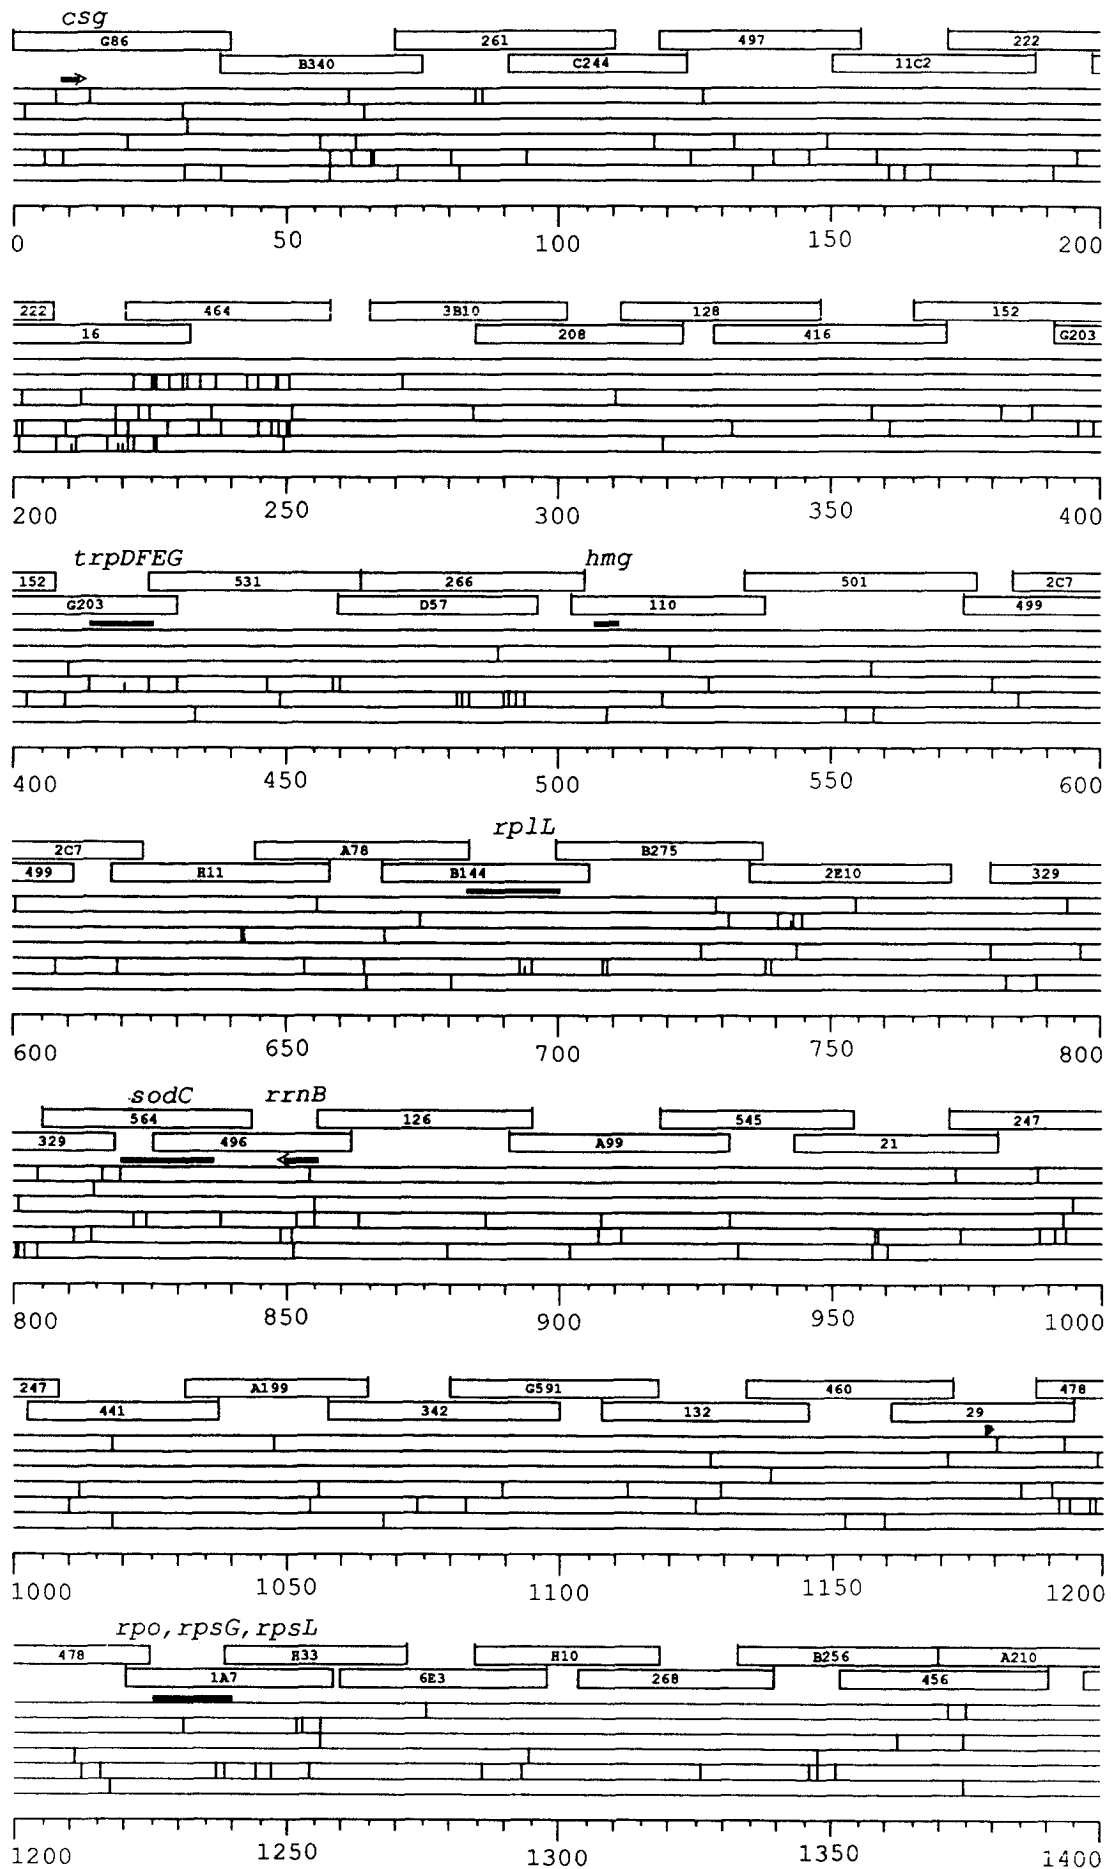 csg
G86 261 497 222
B340 C244 11C2
0 50 100 150 200
222 464 3B10 128 152
16 208 416 G203
200 250 300 350 400
trpDFEG hmg
152 531 266 501 2C7
G203 D57 110 499
400 450 500 550 600
rplL
2C7 A78 B275
499 H11 B144 2E10 329
600 650 700 750 800
sodC rrnB
564 126 545 247
329 496 A99 21
800 850 900 950 1000
247 A199 G591 460 478
441 342 132 29
1000 1050 1100 1150 1200
rpo,rpsG,rpsL
478 H33 H10 B256 A210
1A7 6E3 268 456
1200 1250 1300 1350 1400